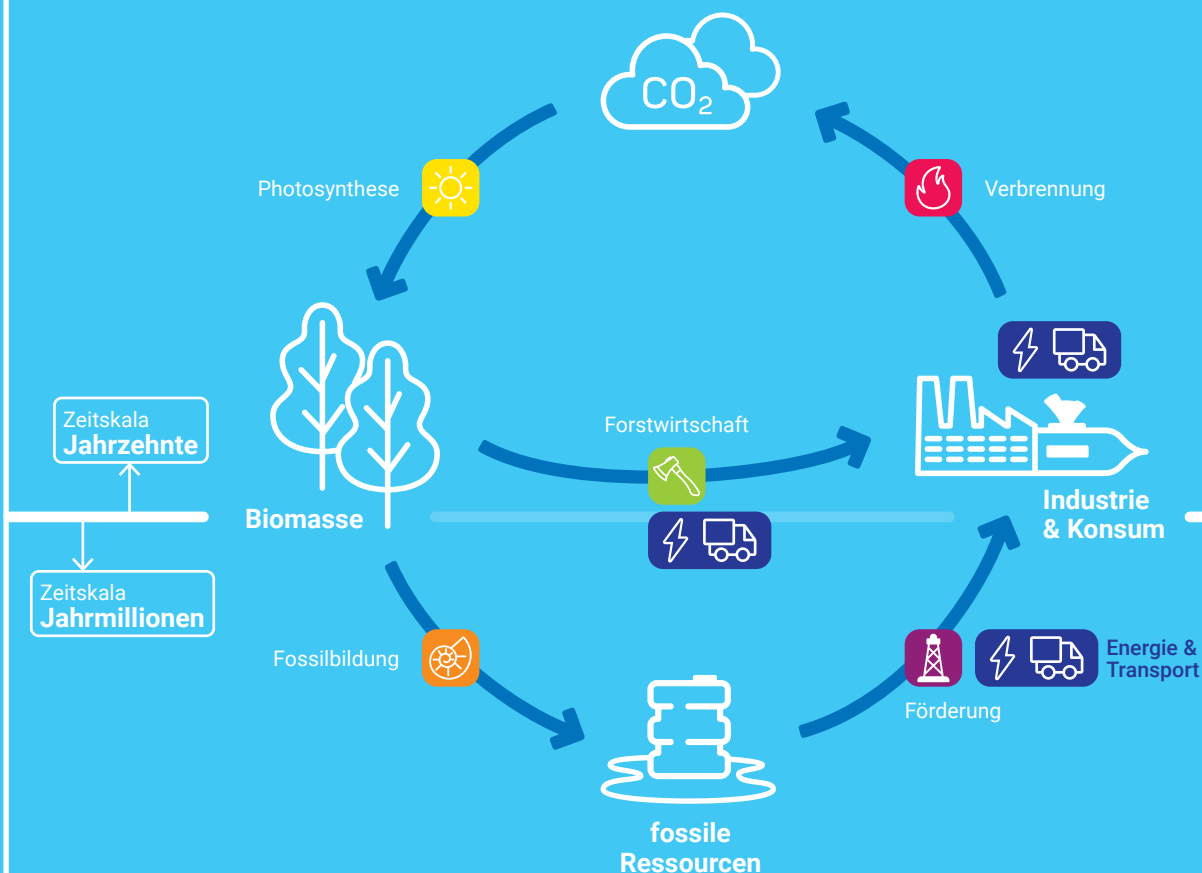 CO₂
Photosynthese
Verbrennung
Zeitskala
Jahrzehnte
Forstwirtschaft
Biomasse
Industrie
& Konsum
Zeitskala
Jahrmillionen
Fossilbildung
Energie &
Transport
Förderung
fossile
Ressourcen